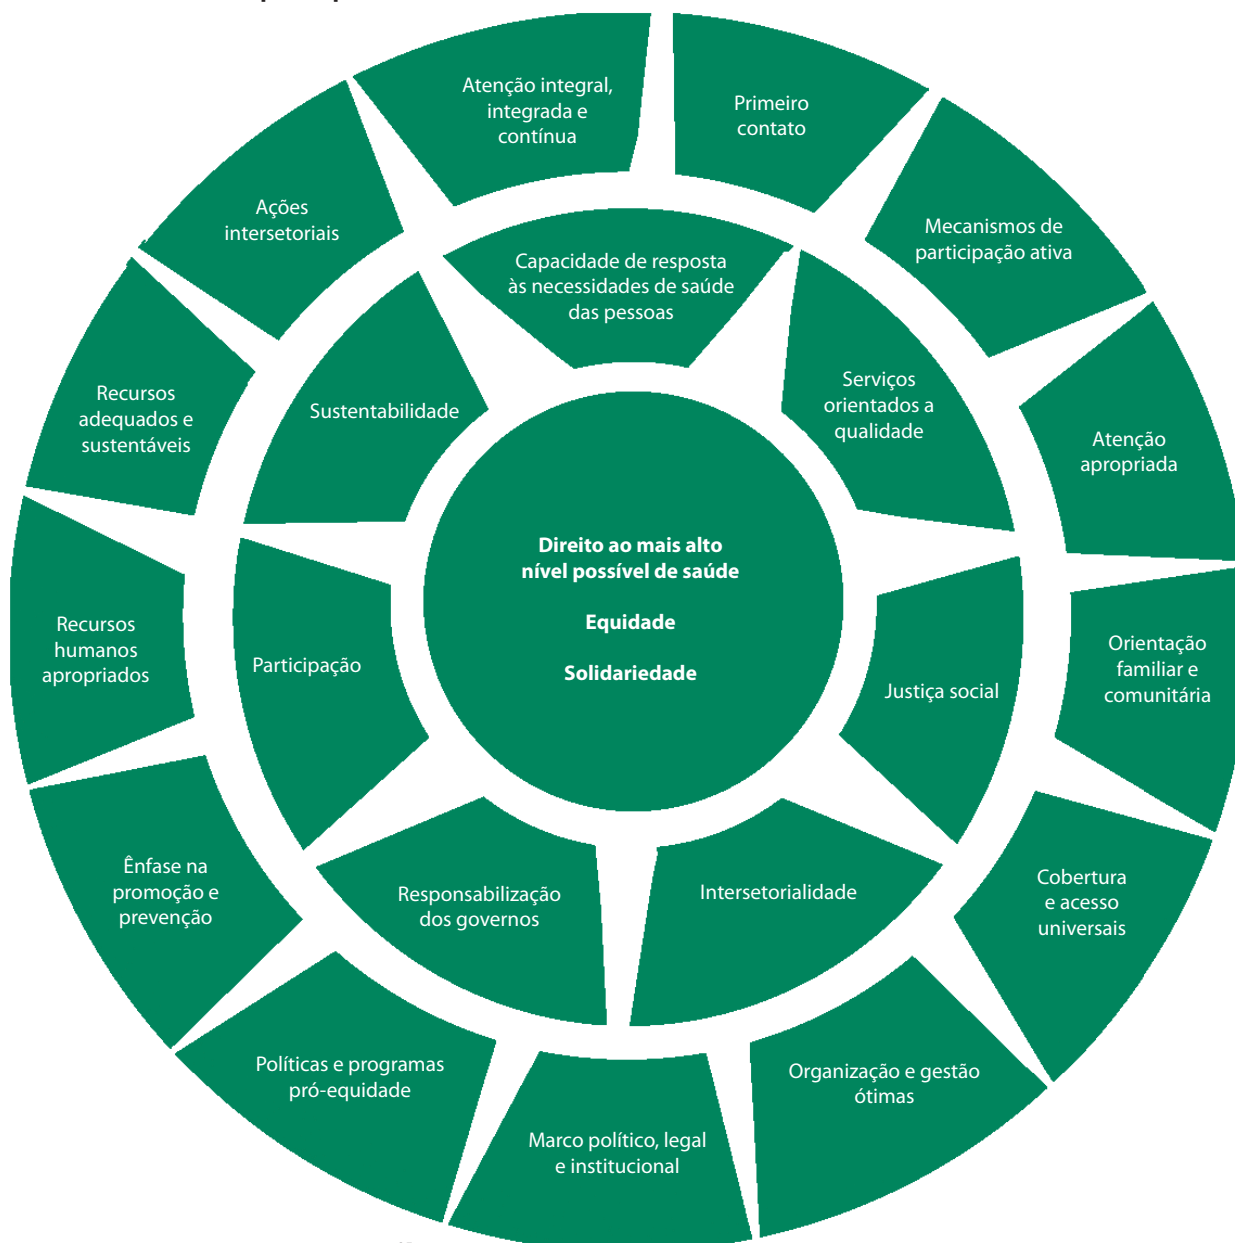 Atenção integral,
integrada e
contínua
Primeiro
contato
Mecanismos de
participação ativa
Atenção
apropriada
Orientação
familiar e
comunitária
Cobertura
e acesso
universais
Organização e gestão
ótimas
Marco político, legal
e institucional
Políticas e programas
pró-equidade
Ênfase na
promoção e
prevenção
Recursos
humanos
apropriados
Recursos
adequados e
sustentáveis
Ações
intersetoriais
Capacidade de resposta
às necessidades de saúde
das pessoas
Serviços
orientados a
qualidade
Justiça social
Intersetorialidade
Responsabilização
dos governos
Participação
Sustentabilidade
Direito ao mais alto
nível possível de saúde
Equidade
Solidariedade